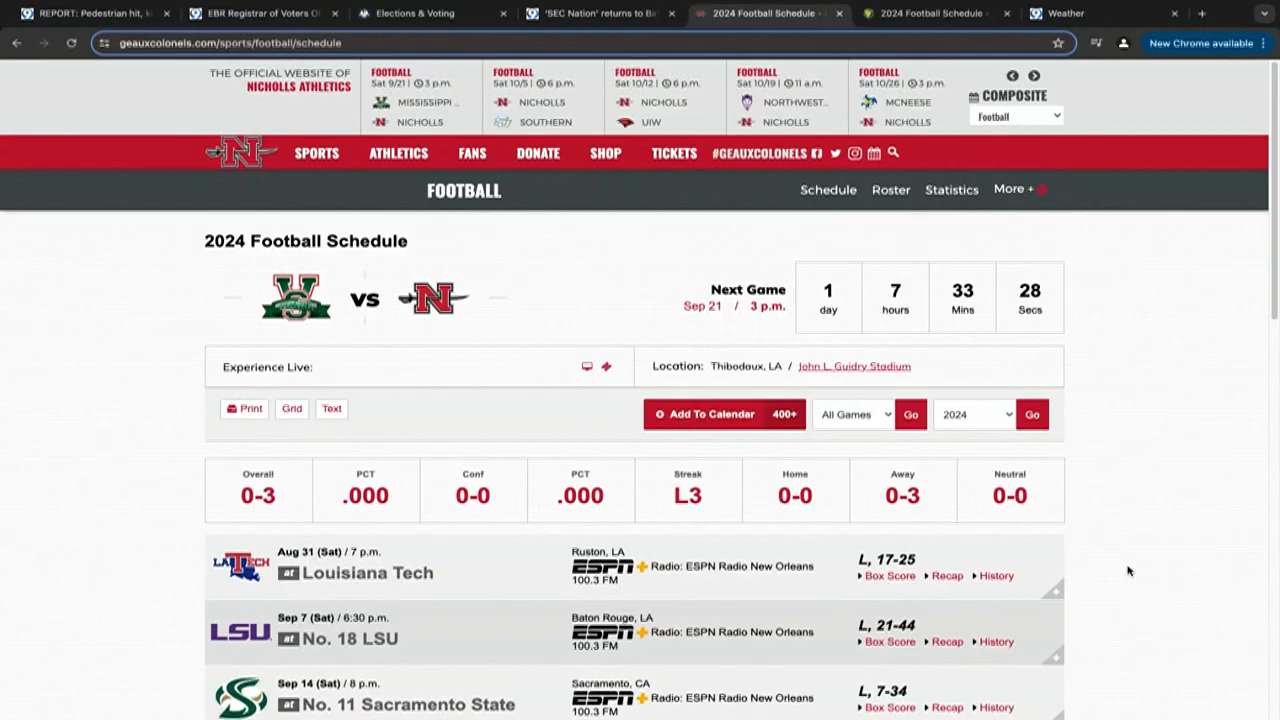 REPORT: Pedestrian hit, k
EBR Registrar of Voters O
Elections & Voting
'SEC Nation' returns to Ba
2024 Football Schedule -
2024 Football Schedule -
Weather
geauxcolonels.com/sports/football/schedule
New Chrome available
THE OFFICIAL WEBSITE OF
NICHOLLS ATHLETICS
FOOTBALL
Sat 9/21 | 3 p.m.
MISSISSIPPI ...
NICHOLLS
FOOTBALL
Sat 10/5 | 6 p.m.
NICHOLLS
SOUTHERN
FOOTBALL
Sat 10/12 | 6 p.m.
NICHOLLS
UIW
FOOTBALL
Sat 10/19 | 11 a.m.
NORTHWEST...
NICHOLLS
FOOTBALL
Sat 10/26 | 3 p.m.
MCNEESE
NICHOLLS
COMPOSITE
Football
N SPORTS ATHLETICS FANS DONATE SHOP TICKETS #GEAUXCOLONELS
FOOTBALL
Schedule Roster Statistics More +
2024 Football Schedule
VS
N
Next Game
Sep 21 / 3 p.m.
1
day
7
hours
33
Mins
28
Secs
Experience Live:
Location: Thibodaux, LA / John L. Guidry Stadium
Print Grid Text
Add To Calendar 400+
All Games Go
2024 Go
Overall
0-3
PCT
.000
Conf
0-0
PCT
.000
Streak
L3
Home
0-0
Away
0-3
Neutral
0-0
LA TECH
Aug 31 (Sat) / 7 p.m.
at Louisiana Tech
Ruston, LA
ESPN+ Radio: ESPN Radio New Orleans
100.3 FM
L, 17-25
Box Score Recap History
LSU
Sep 7 (Sat) / 6:30 p.m.
at No. 18 LSU
Baton Rouge, LA
ESPN+ Radio: ESPN Radio New Orleans
100.3 FM
L, 21-44
Box Score Recap History
S
Sep 14 (Sat) / 8 p.m.
at No. 11 Sacramento State
Sacramento, CA
ESPN+ Radio: ESPN Radio New Orleans
100.3 FM
L, 7-34
Box Score Recap History